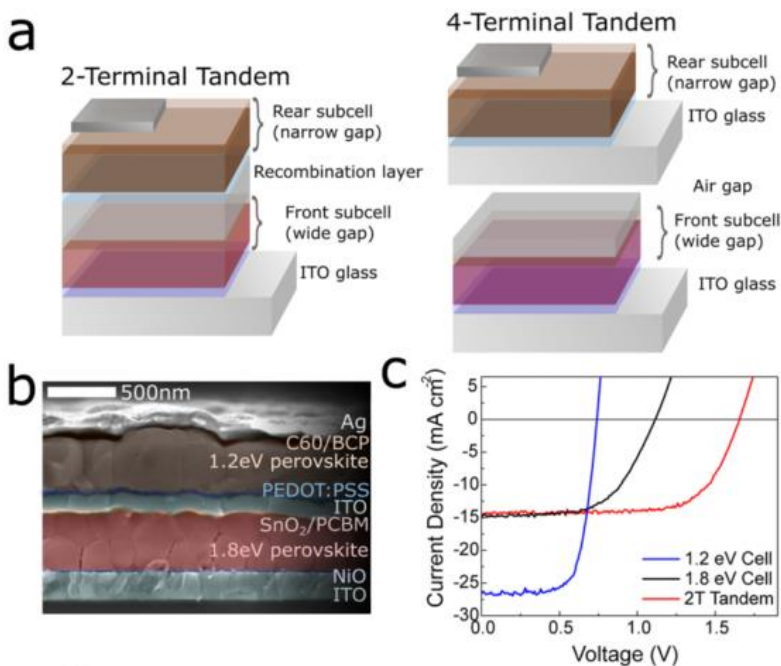 a
2-Terminal Tandem
Rear subcell
(narrow gap)
Recombination layer
Front subcell
(wide gap)
ITO glass
4-Terminal Tandem
Rear subcell
(narrow gap)
ITO glass
Air gap
Front subcell
(wide gap)
ITO glass
b
500nm
Ag
C60/BCP
1.2eV perovskite
PEDOT:PSS
ITO
SnO₂/PCBM
1.8eV perovskite
NiO
ITO
c
Current Density (mA cm⁻²)
5
0
-5
-10
-15
-20
-25
-30
0.0
0.5
1.0
1.5
Voltage (V)
1.2 eV Cell
1.8 eV Cell
2T Tandem